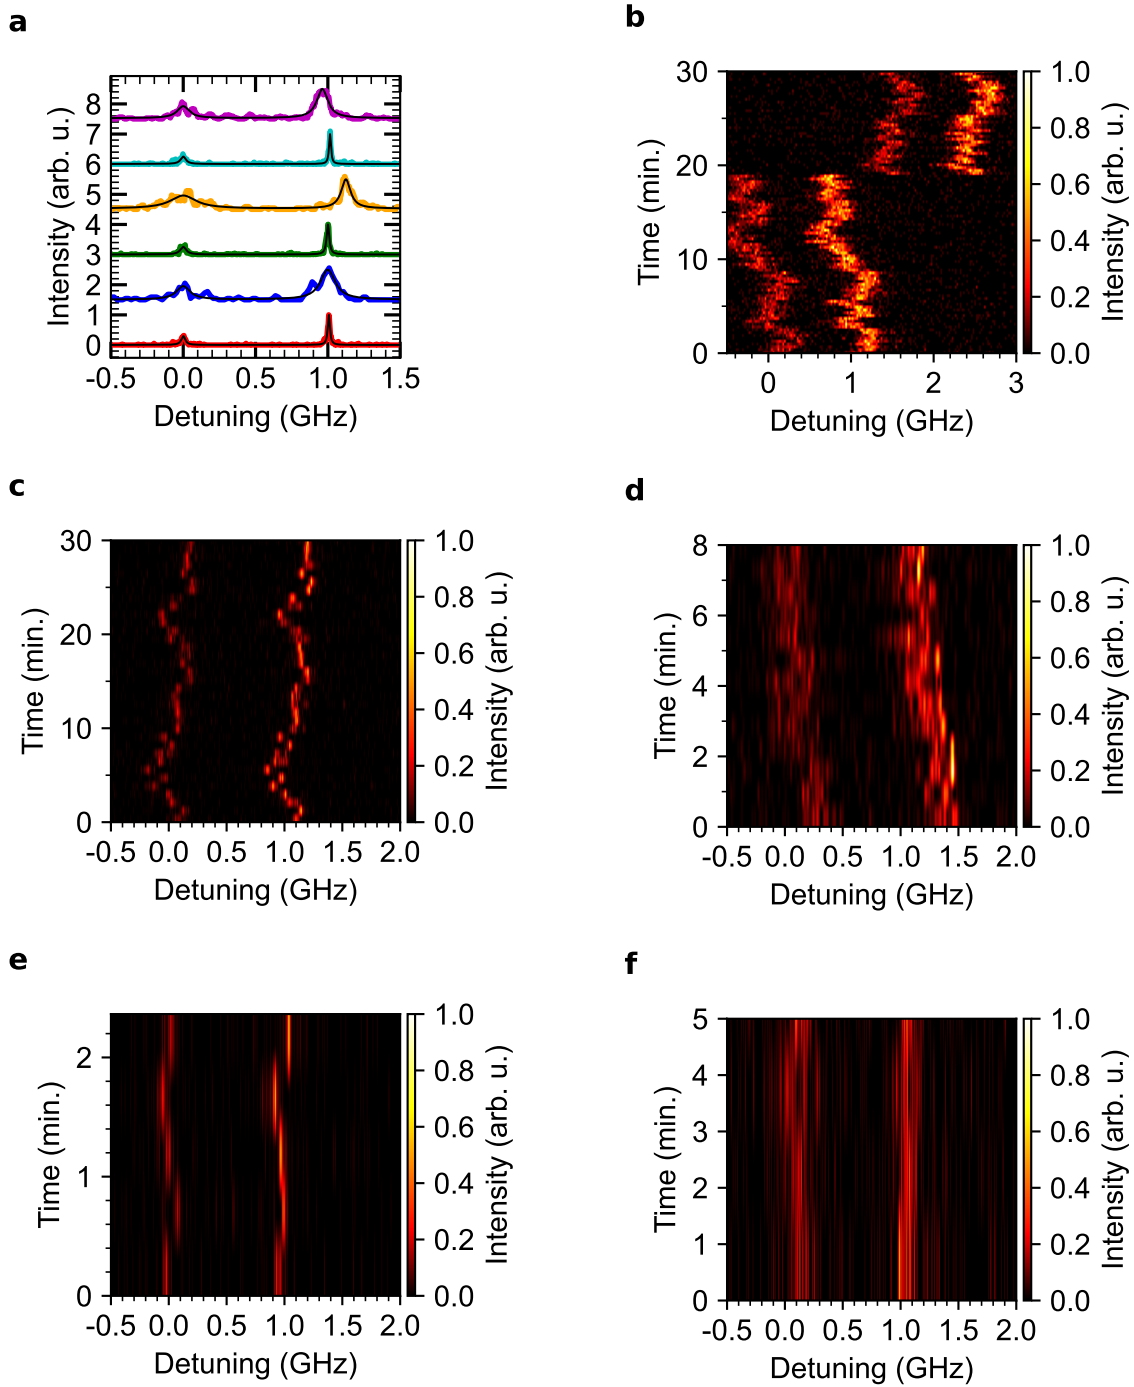 a
Intensity (arb. u.)
8
7
6
5
4
3
2
1
0
-0.5 0.0 0.5 1.0 1.5
Detuning (GHz)
b
Time (min.)
30
20
10
0
0 1 2 3
Detuning (GHz)
1.0
0.8
0.6
0.4
0.2
0.0
Intensity (arb. u.)
c
Time (min.)
30
20
10
0
-0.5 0.0 0.5 1.0 1.5 2.0
Detuning (GHz)
1.0
0.8
0.6
0.4
0.2
0.0
Intensity (arb. u.)
d
Time (min.)
8
6
4
2
0
-0.5 0.0 0.5 1.0 1.5 2.0
Detuning (GHz)
1.0
0.8
0.6
0.4
0.2
0.0
Intensity (arb. u.)
e
Time (min.)
2
1
0
-0.5 0.0 0.5 1.0 1.5 2.0
Detuning (GHz)
1.0
0.8
0.6
0.4
0.2
0.0
Intensity (arb. u.)
f
Time (min.)
5
4
3
2
1
0
-0.5 0.0 0.5 1.0 1.5 2.0
Detuning (GHz)
1.0
0.8
0.6
0.4
0.2
0.0
Intensity (arb. u.)